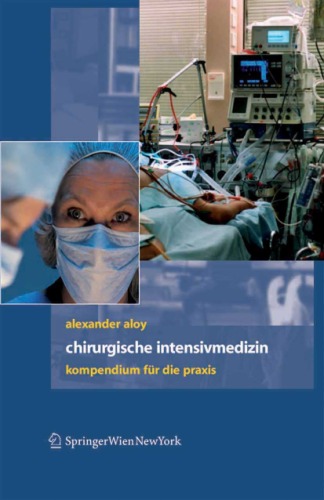 alexander aloy
chirurgische intensivmedizin
kompendium für die praxis
SpringerWienNewYork